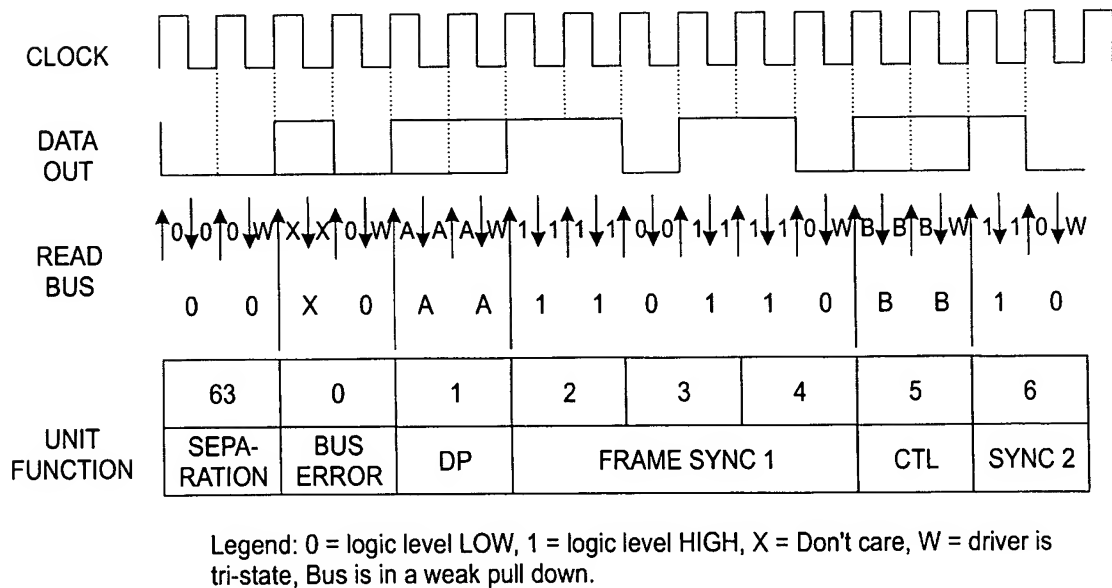 CLOCK
DATA
OUT
READ
BUS
0 0 0 W X X 0 W A A A W 1 1 1 1 0 0 1 1 1 1 0 W B B B W 1 1 0 W
0 0 X 0 A A 1 1 0 1 1 0 B B 1 0
UNIT
FUNCTION
63 0 1 2 3 4 5 6
SEPA-
RATION
BUS
ERROR
DP
FRAME SYNC 1
CTL
SYNC 2
Legend: 0 = logic level LOW, 1 = logic level HIGH, X = Don't care, W = driver is
tri-state, Bus is in a weak pull down.